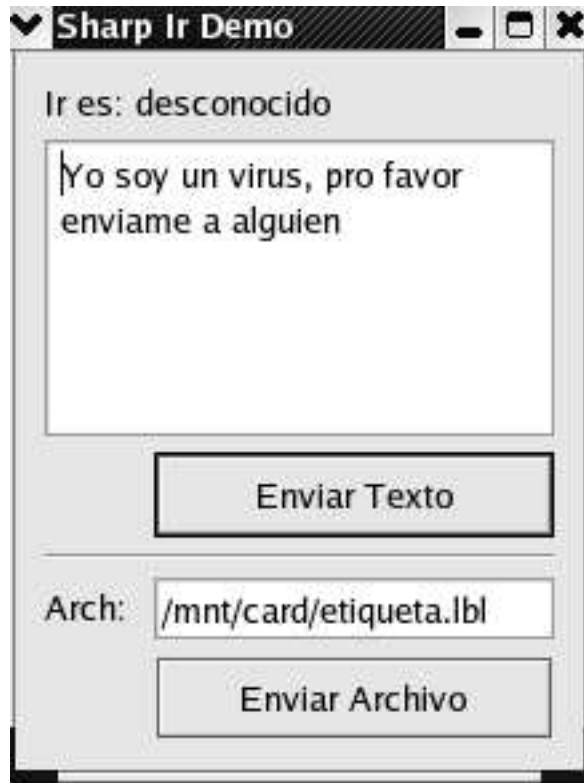 Sharp Ir Demo
Ir es: desconocido
Yo soy un virus, pro favor
enviame a alguien
Enviar Texto
Arch: /mnt/card/etiqueta.lbl
Enviar Archivo